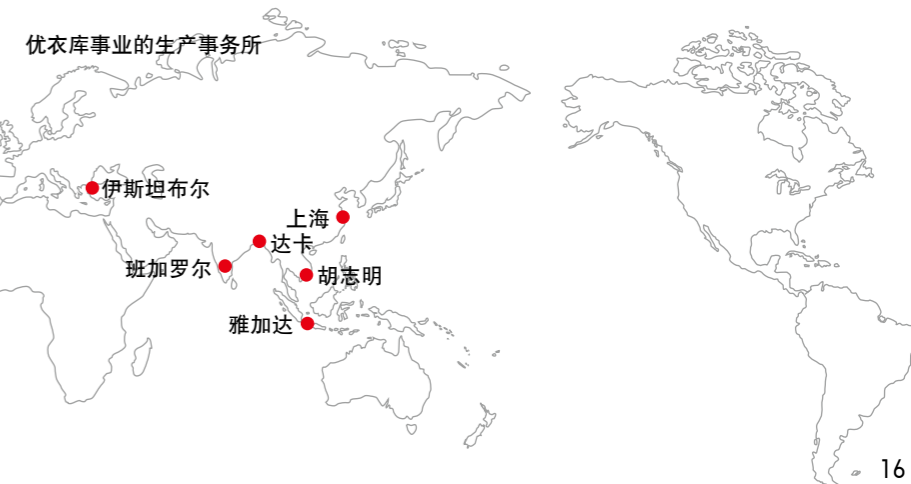 优衣库事业的生产事务所
伊斯坦布尔
上海
达卡
班加罗尔
胡志明
雅加达
16